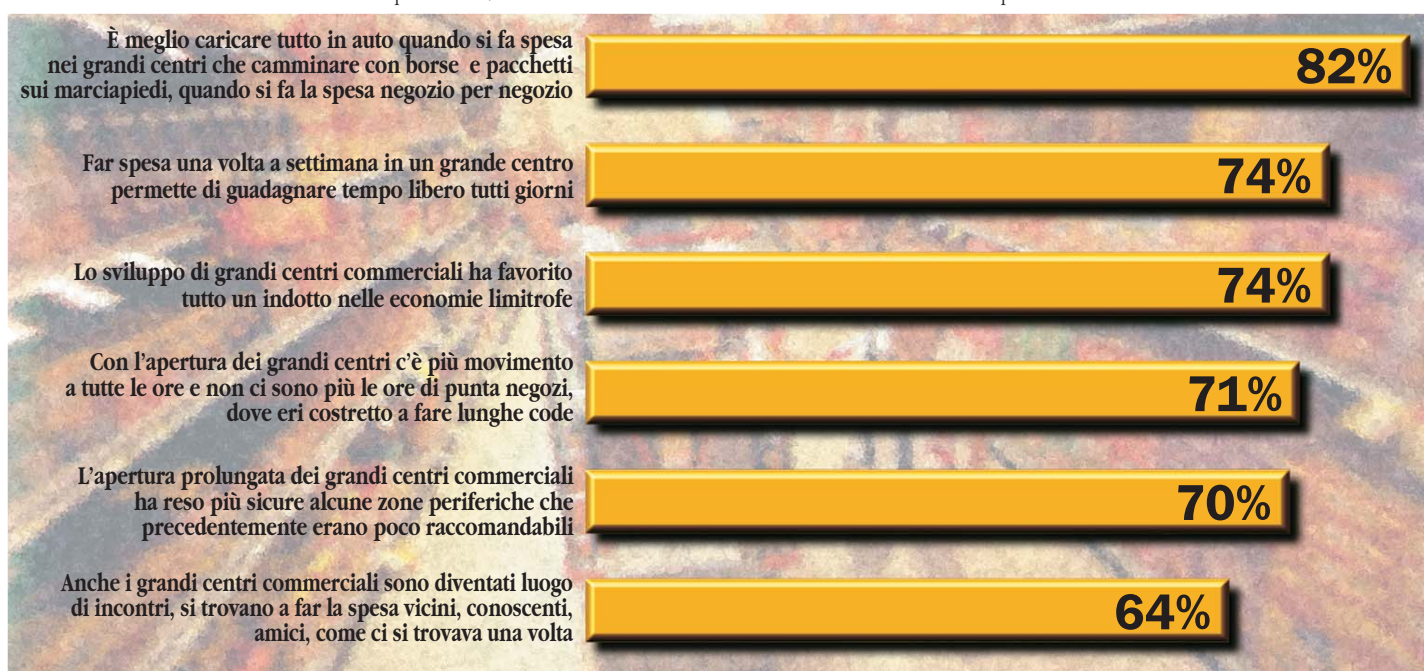 È meglio caricare tutto in auto quando si fa spesa
nei grandi centri che camminare con borse e pacchetti
sui marciapiedi, quando si fa la spesa negozio per negozio
82%
Far spesa una volta a settimana in un grande centro
permette di guadagnare tempo libero tutti giorni
74%
Lo sviluppo di grandi centri commerciali ha favorito
tutto un indotto nelle economie limitrofe
74%
Con l’apertura dei grandi centri c’è più movimento
a tutte le ore e non ci sono più le ore di punta negozi,
dove eri costretto a fare lunghe code
71%
L’apertura prolungata dei grandi centri commerciali
ha reso più sicure alcune zone periferiche che
precedentemente erano poco raccomandabili
70%
Anche i grandi centri commerciali sono diventati luogo
di incontri, si trovano a far la spesa vicini, conoscenti,
amici, come ci si trovava una volta
64%